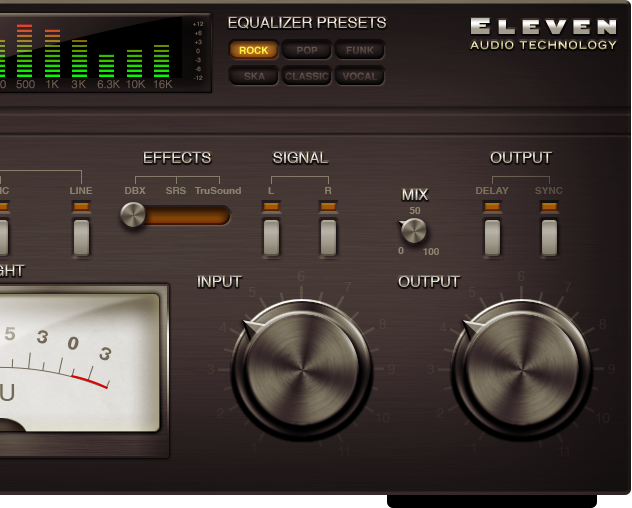 EQUALIZER PRESETS
ELEVEN
AUDIO TECHNOLOGY
+12
+6
+3
0
-3
-6
-12
ROCK POP FUNK
SKA CLASSIC VOCAL
0 500 1K 3K 6.3K 10K 16K
EFFECTS SIGNAL OUTPUT
IC LINE DBX SRS TruSound L R DELAY SYNC
MIX
50
0 100
GHT
INPUT OUTPUT
5 3 0 3
U
3 4 5 6 7 8 9 10 11
3 4 5 6 7 8 9 10 11